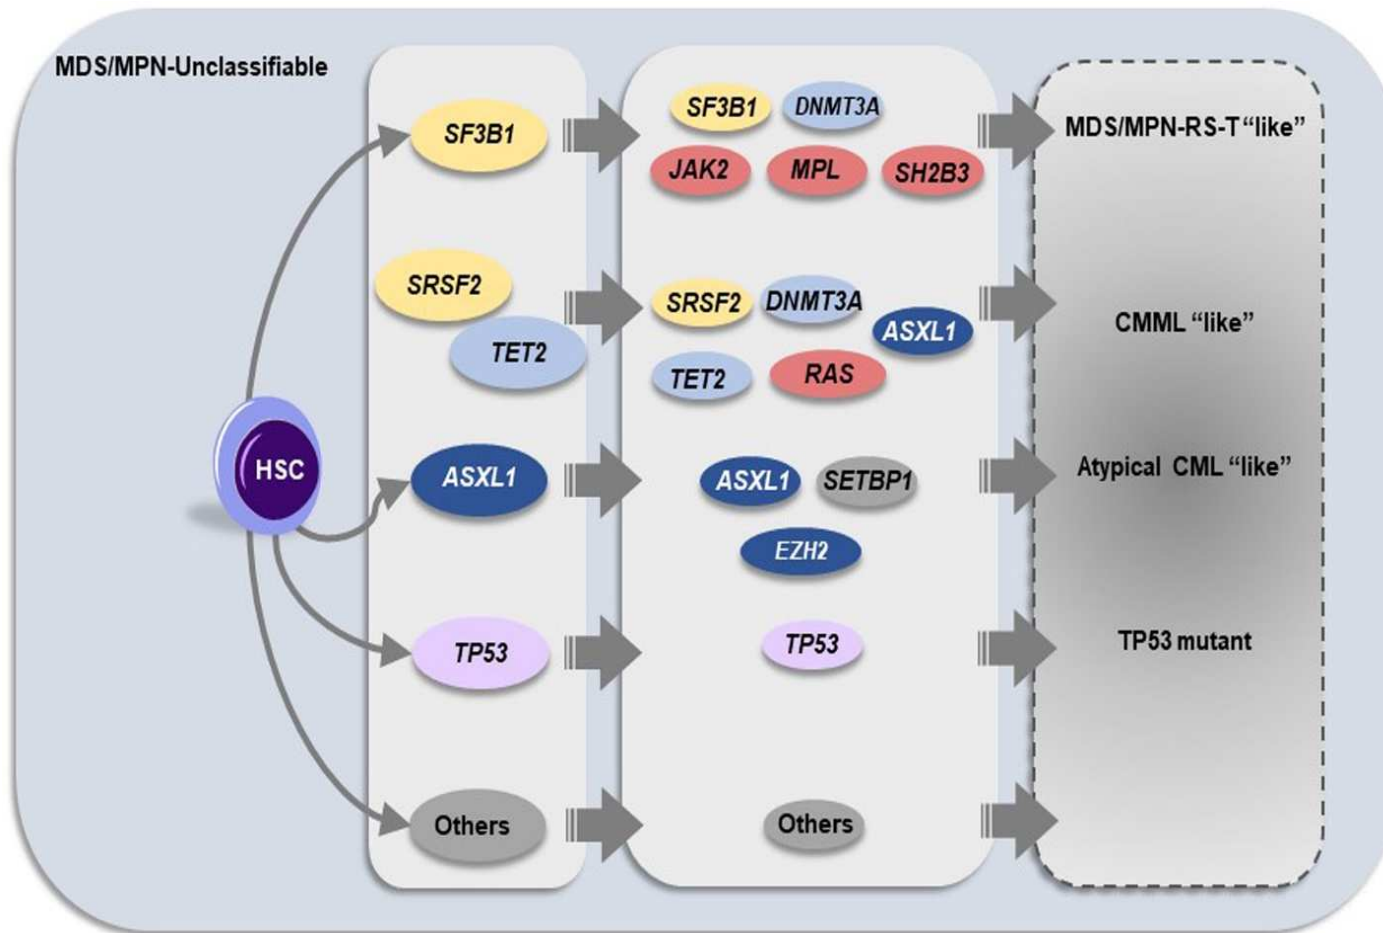 MDS/MPN-Unclassifiable
SF3B1
SF3B1
DNMT3A
JAK2
MPL
SH2B3
MDS/MPN-RS-T “like”
SRSF2
TET2
SRSF2
DNMT3A
ASXL1
TET2
RAS
CMML “like”
HSC
ASXL1
ASXL1
SETBP1
EZH2
Atypical CML “like”
TP53
TP53
TP53 mutant
Others
Others